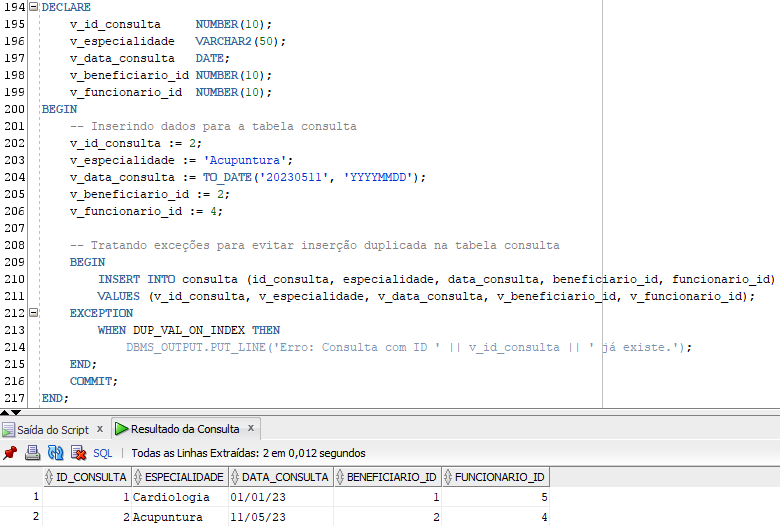 194 DECLARE
195 v_id_consulta NUMBER(10);
196 v_especialidade VARCHAR2(50);
197 v_data_consulta DATE;
198 v_beneficiario_id NUMBER(10);
199 v_funcionario_id NUMBER(10);
200 BEGIN
201 -- Inserindo dados para a tabela consulta
202 v_id_consulta := 2;
203 v_especialidade := 'Acupuntura';
204 v_data_consulta := TO_DATE('20230511', 'YYYYMMDD');
205 v_beneficiario_id := 2;
206 v_funcionario_id := 4;
207
208 -- Tratando exceções para evitar inserção duplicada na tabela consulta
209 BEGIN
210 INSERT INTO consulta (id_consulta, especialidade, data_consulta, beneficiario_id, funcionario_id)
211 VALUES (v_id_consulta, v_especialidade, v_data_consulta, v_beneficiario_id, v_funcionario_id);
212 EXCEPTION
213 WHEN DUP_VAL_ON_INDEX THEN
214 DBMS_OUTPUT.PUT_LINE('Erro: Consulta com ID ' || v_id_consulta || ' já existe.');
215 END;
216 COMMIT;
217 END;
Saída do Script x Resultado da Consulta x
SQL | Todas as Linhas Extraídas: 2 em 0,012 segundos
ID_CONSULTA ESPECIALIDADE DATA_CONSULTA BENEFICIARIO_ID FUNCIONARIO_ID
1 1 Cardiologia 01/01/23 1 5
2 2 Acupuntura 11/05/23 2 4